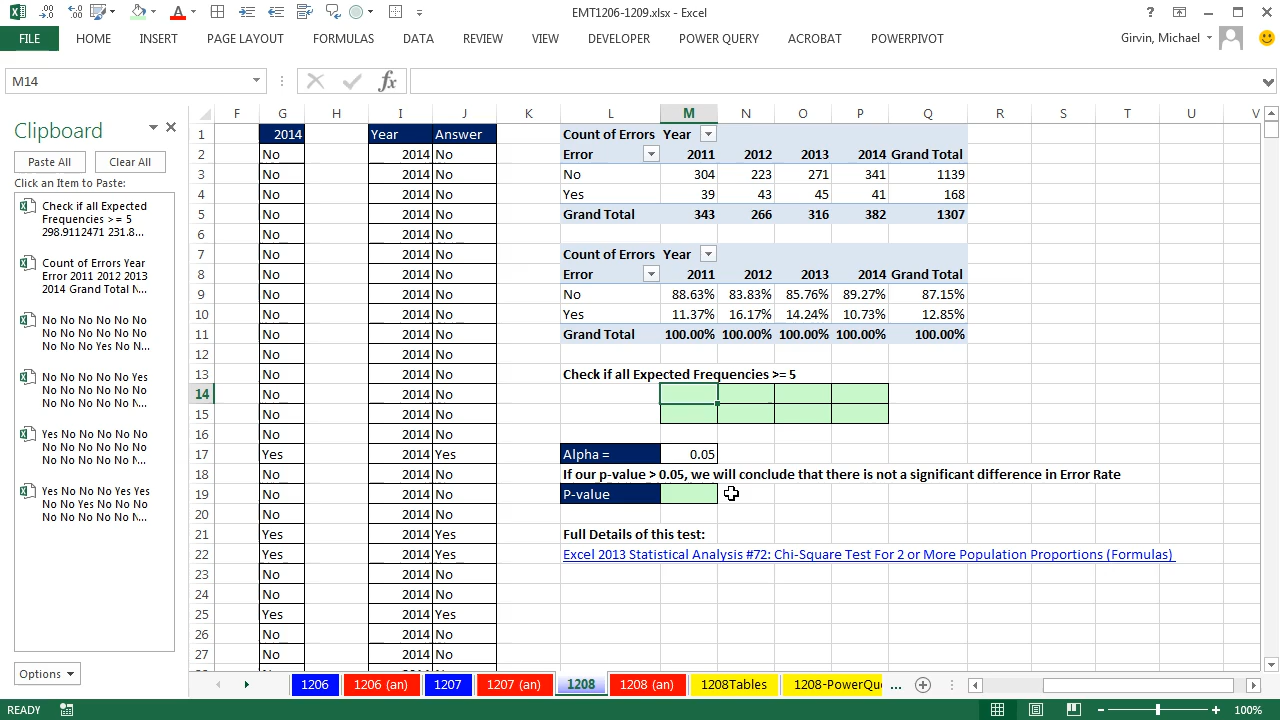 EMT1206-1209.xlsx - Excel
FILE HOME INSERT PAGE LAYOUT FORMULAS DATA REVIEW VIEW DEVELOPER POWER QUERY ACROBAT POWERPIVOT Girvin, Michael
M14 fx
Clipboard
Paste All Clear All
Click an Item to Paste:
Check if all Expected
Frequencies > = 5
298.9112471 231.8...
Count of Errors Year
Error 2011 2012 2013
2014 Grand Total N...
No No No No No No
No No No No No No
No No No Yes No N...
No No No No No Yes
No No No No No No
No No No No No N...
Yes No No No No No
No No No No No No
No No No No No N...
Yes No No No Yes Yes
No No Yes No No No
No No No No No N...
Options
F G H I J K L M N O P Q R S T U V
1 2014 Year Answer Count of Errors Year
2 No 2014 No Error 2011 2012 2013 2014 Grand Total
3 No 2014 No No 304 223 271 341 1139
4 No 2014 No Yes 39 43 45 41 168
5 No 2014 No Grand Total 343 266 316 382 1307
6 No 2014 No
7 No 2014 No Count of Errors Year
8 No 2014 No Error 2011 2012 2013 2014 Grand Total
9 No 2014 No No 88.63% 83.83% 85.76% 89.27% 87.15%
10 No 2014 No Yes 11.37% 16.17% 14.24% 10.73% 12.85%
11 No 2014 No Grand Total 100.00% 100.00% 100.00% 100.00% 100.00%
12 No 2014 No
13 No 2014 No Check if all Expected Frequencies >= 5
14 No 2014 No
15 No 2014 No
16 No 2014 No
17 Yes 2014 Yes Alpha = 0.05
18 No 2014 No If our p-value > 0.05, we will conclude that there is not a significant difference in Error Rate
19 No 2014 No P-value
20 No 2014 No
21 Yes 2014 Yes Full Details of this test:
22 Yes 2014 Yes Excel 2013 Statistical Analysis #72: Chi-Square Test For 2 or More Population Proportions (Formulas)
23 No 2014 No
24 No 2014 No
25 Yes 2014 Yes
26 No 2014 No
27 No 2014 No
1206 1206 (an) 1207 1207 (an) 1208 1208 (an) 1208Tables 1208-PowerQu ...
READY 100%